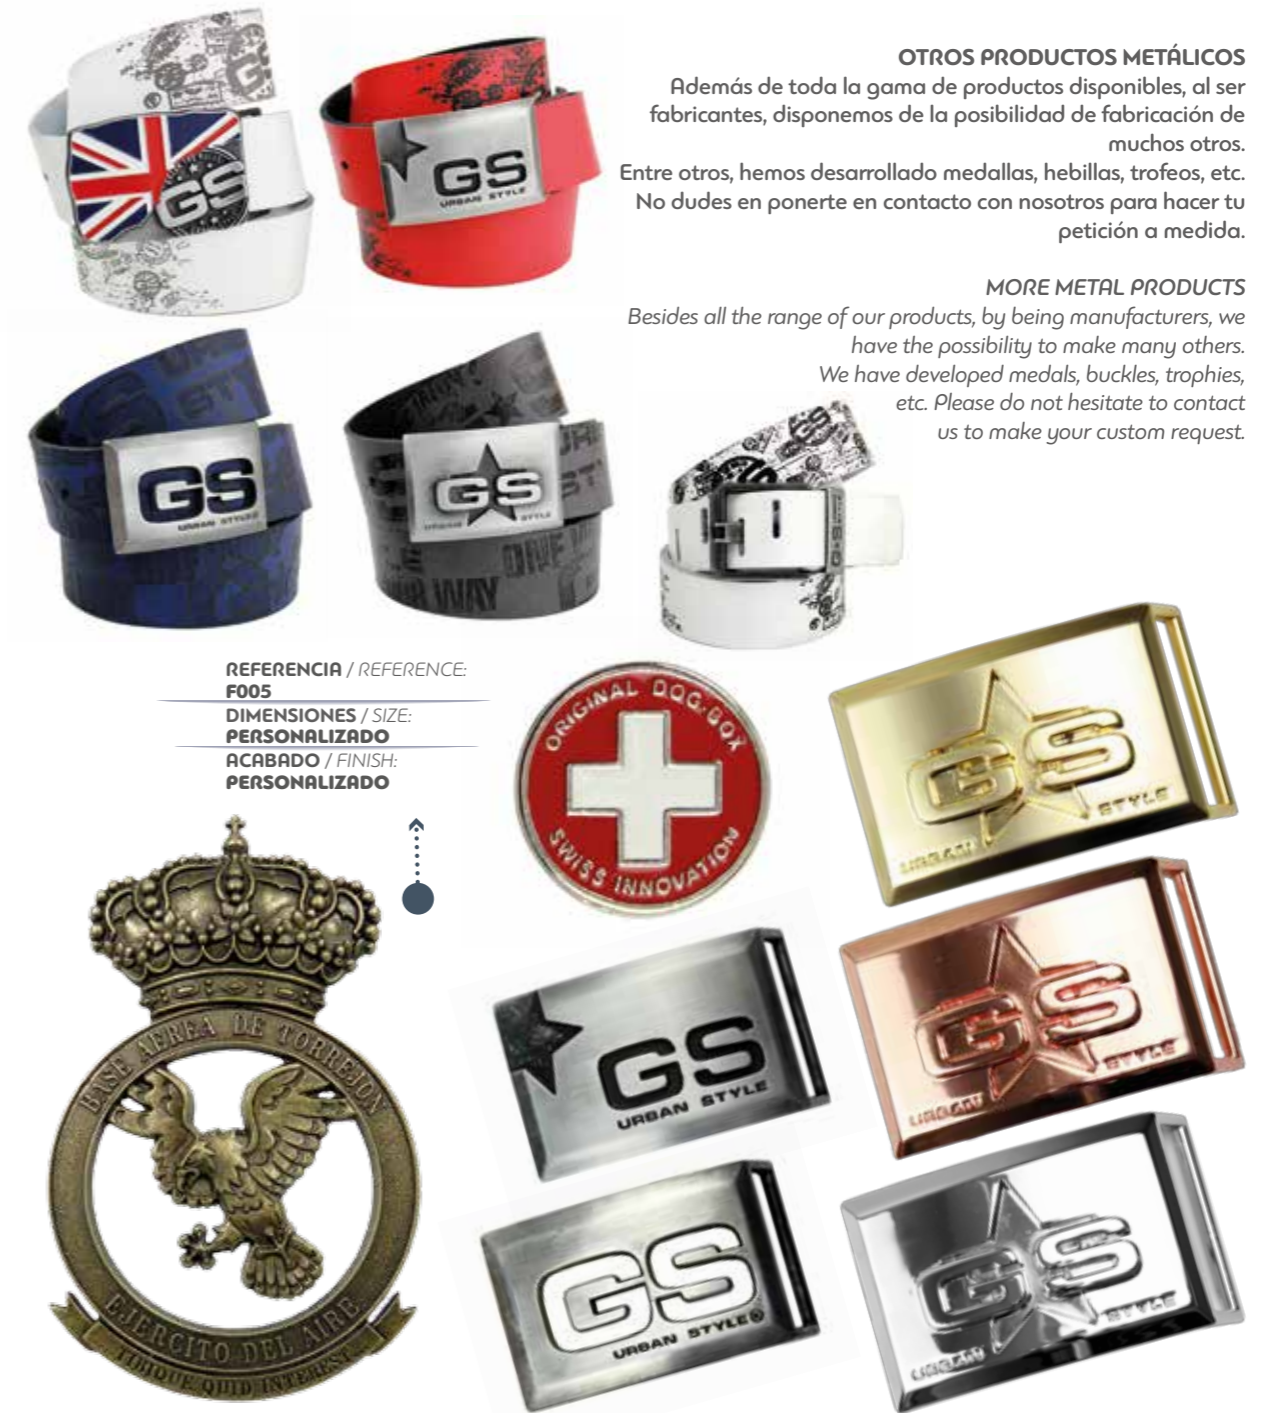 OTROS PRODUCTOS METÁLICOS
Además de toda la gama de productos disponibles, al ser
fabricantes, disponemos de la posibilidad de fabricación de
muchos otros.
Entre otros, hemos desarrollado medallas, hebillas, trofeos, etc.
No dudes en ponerte en contacto con nosotros para hacer tu
petición a medida.
MORE METAL PRODUCTS
Besides all the range of our products, by being manufacturers, we
have the possibility to make many others.
We have developed medals, buckles, trophies,
etc. Please do not hesitate to contact
us to make your custom request.
GS
GS
URBAN STYLE
GS
URBAN STYLE
GS
URBAN STYLE
ONE
WAY
GS
REFERENCIA / REFERENCE:
F005
DIMENSIONES / SIZE:
PERSONALIZADO
ACABADO / FINISH:
PERSONALIZADO
ORIGINAL DOG-BOX
SWISS INNOVATION
GS
URBAN STYLE
BASE AEREA DE TORREJON
EJERCITO DEL AIRE
UBIQUE QUID INTEREST
GS
URBAN STYLE
GS
URBAN STYLE
GS
URBAN STYLE®
GS
URBAN STYLE